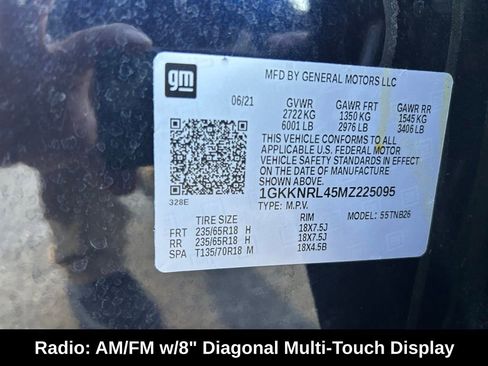 gm
MFD BY GENERAL MOTORS LLC
06/21 GVWR GAWR FRT GAWR RR
2722 KG 1350 KG 1545 KG
6001 LB 2976 LB 3406 LB
THIS VEHICLE CONFORMS TO ALL
APPLICABLE U.S. FEDERAL MOTOR
VEHICLE SAFETY STANDARDS IN EFFECT
ON THE DATE OF MANUFACTURE SHOWN ABOVE.
1GKKNRL45MZ225095
328E TYPE: M.P.V.
TIRE SIZE RIM MODEL: 55TNB26
FRT 235/65R18 H 18X7.5J
RR 235/65R18 H 18X7.5J
SPA T135/70R18 M 18X4.5B
Radio: AM/FM w/8" Diagonal Multi-Touch Display